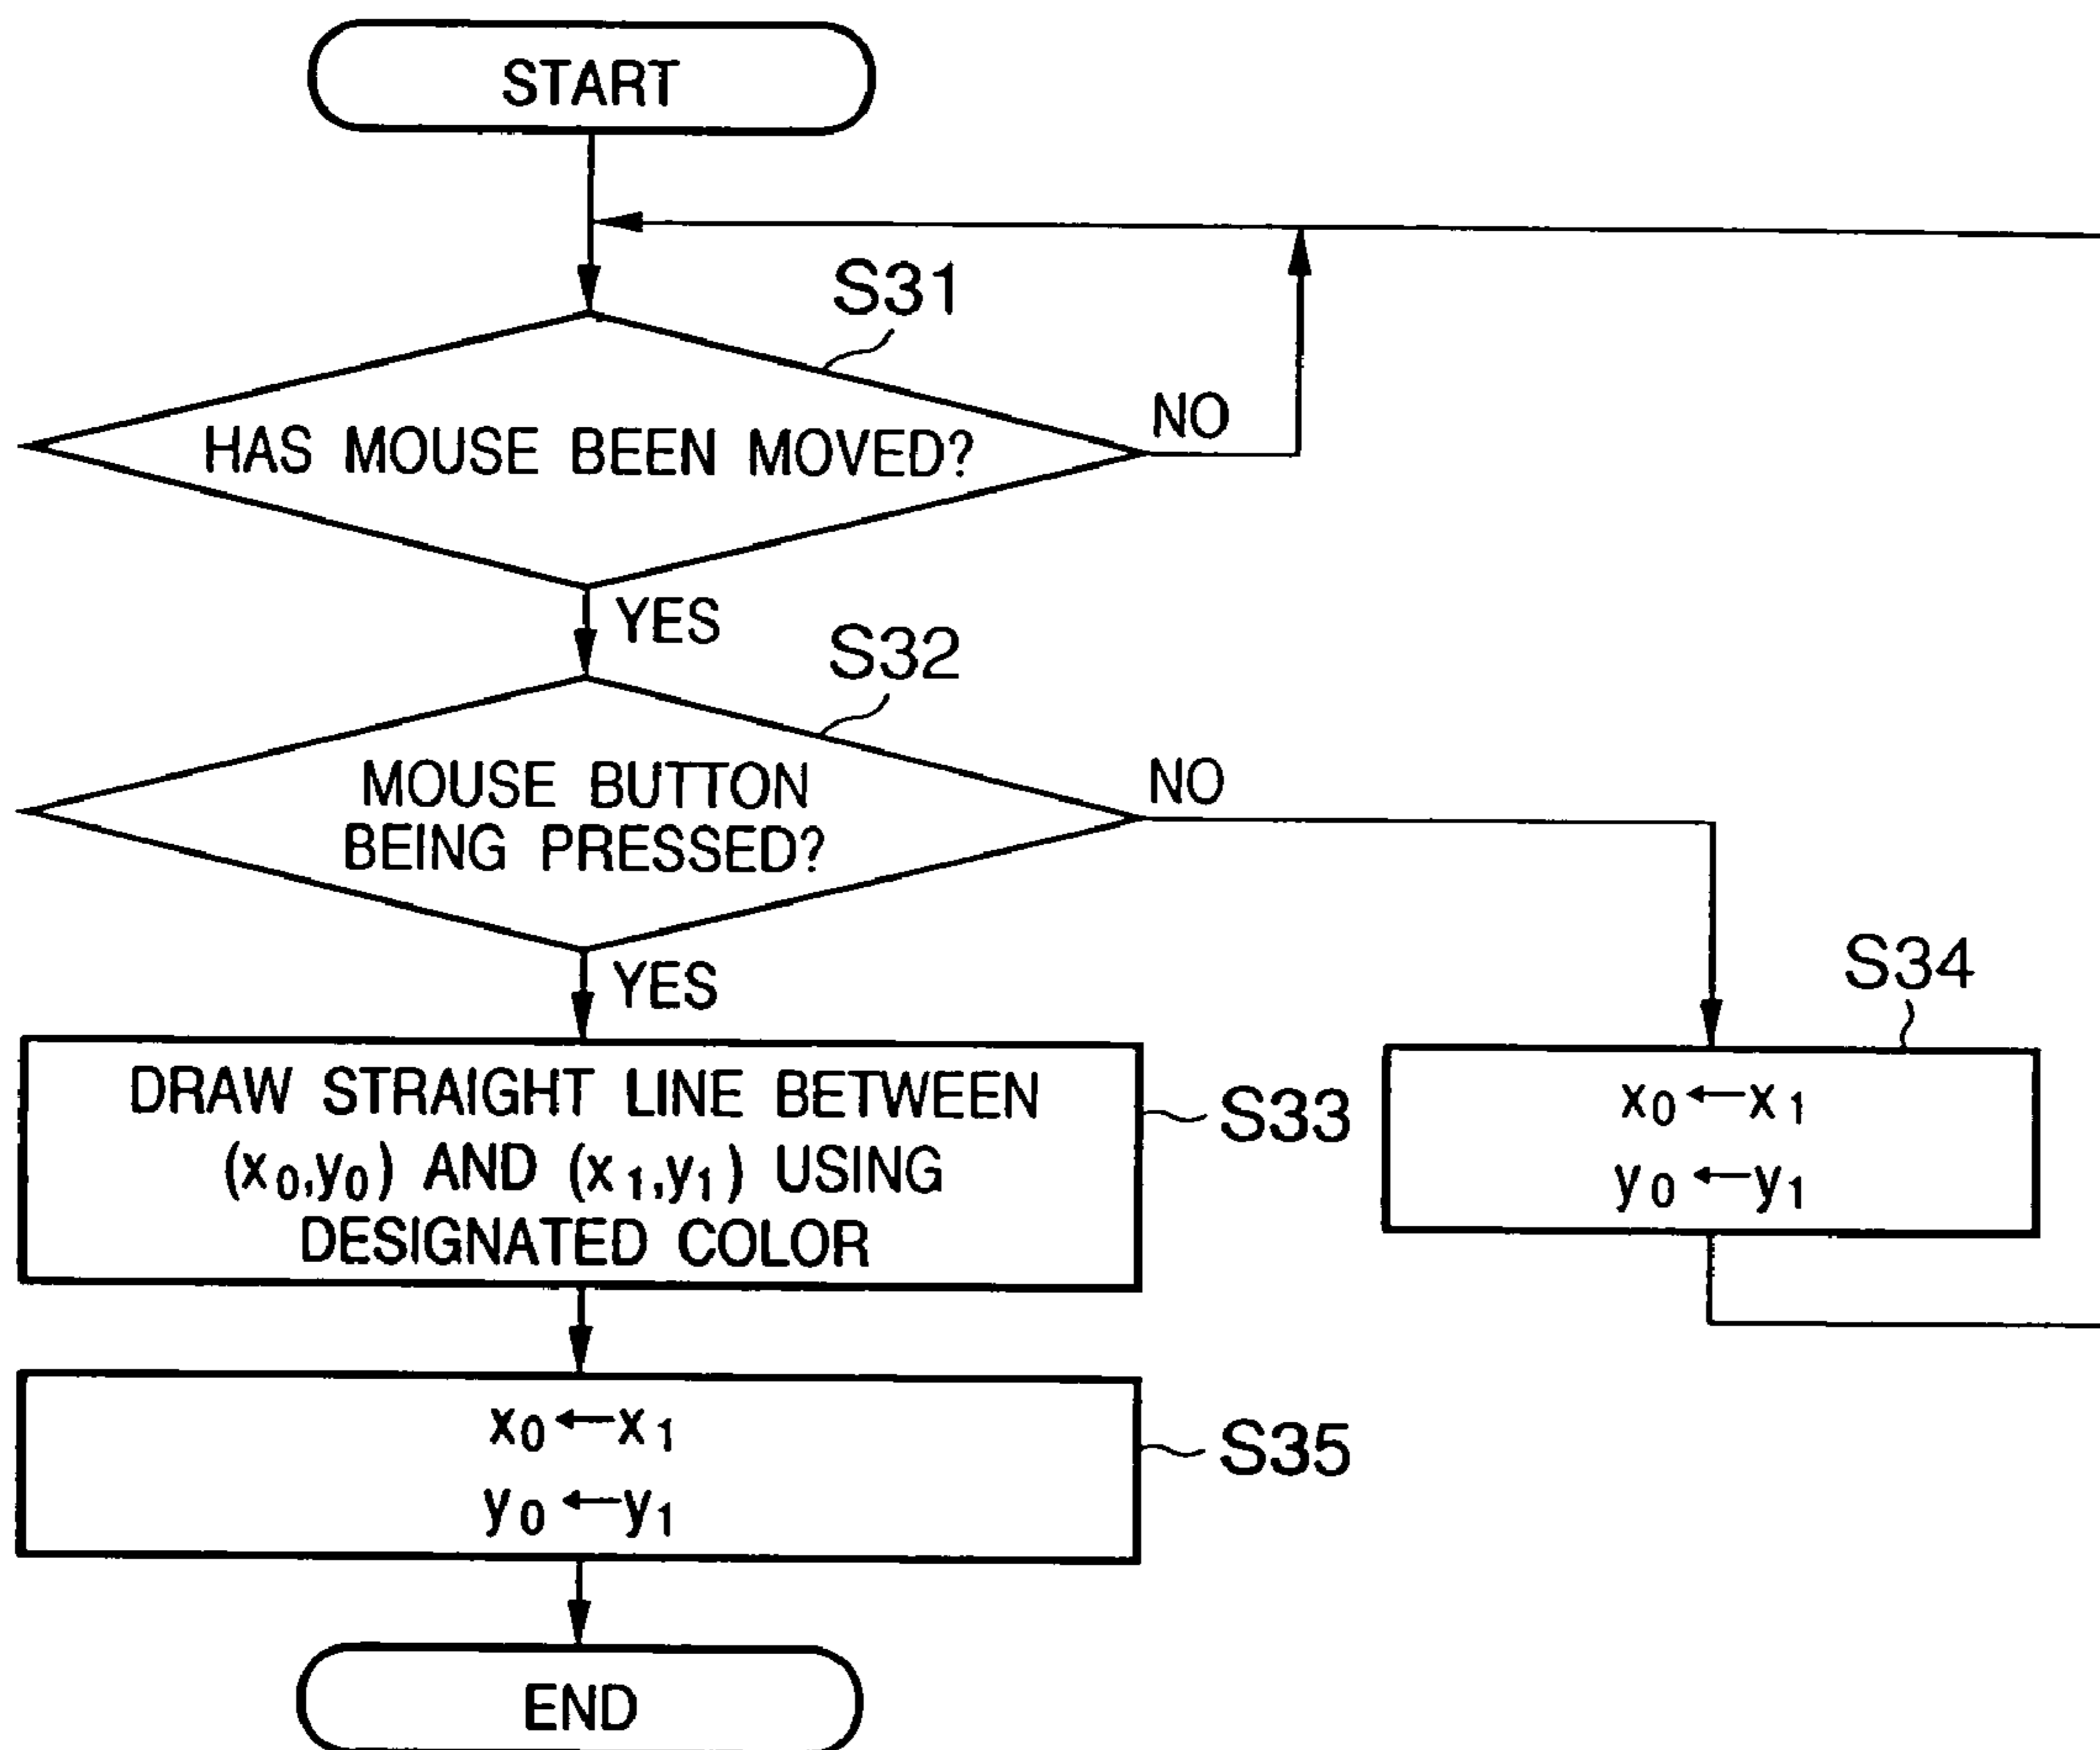 START
S31
HAS MOUSE BEEN MOVED?
NO
YES
S32
MOUSE BUTTON
BEING PRESSED?
NO
YES
S34
x₀←x₁
y₀←y₁
DRAW STRAIGHT LINE BETWEEN
(x₀,y₀) AND (x₁,y₁) USING
DESIGNATED COLOR
S33
x₀←x₁
y₀←y₁
S35
END